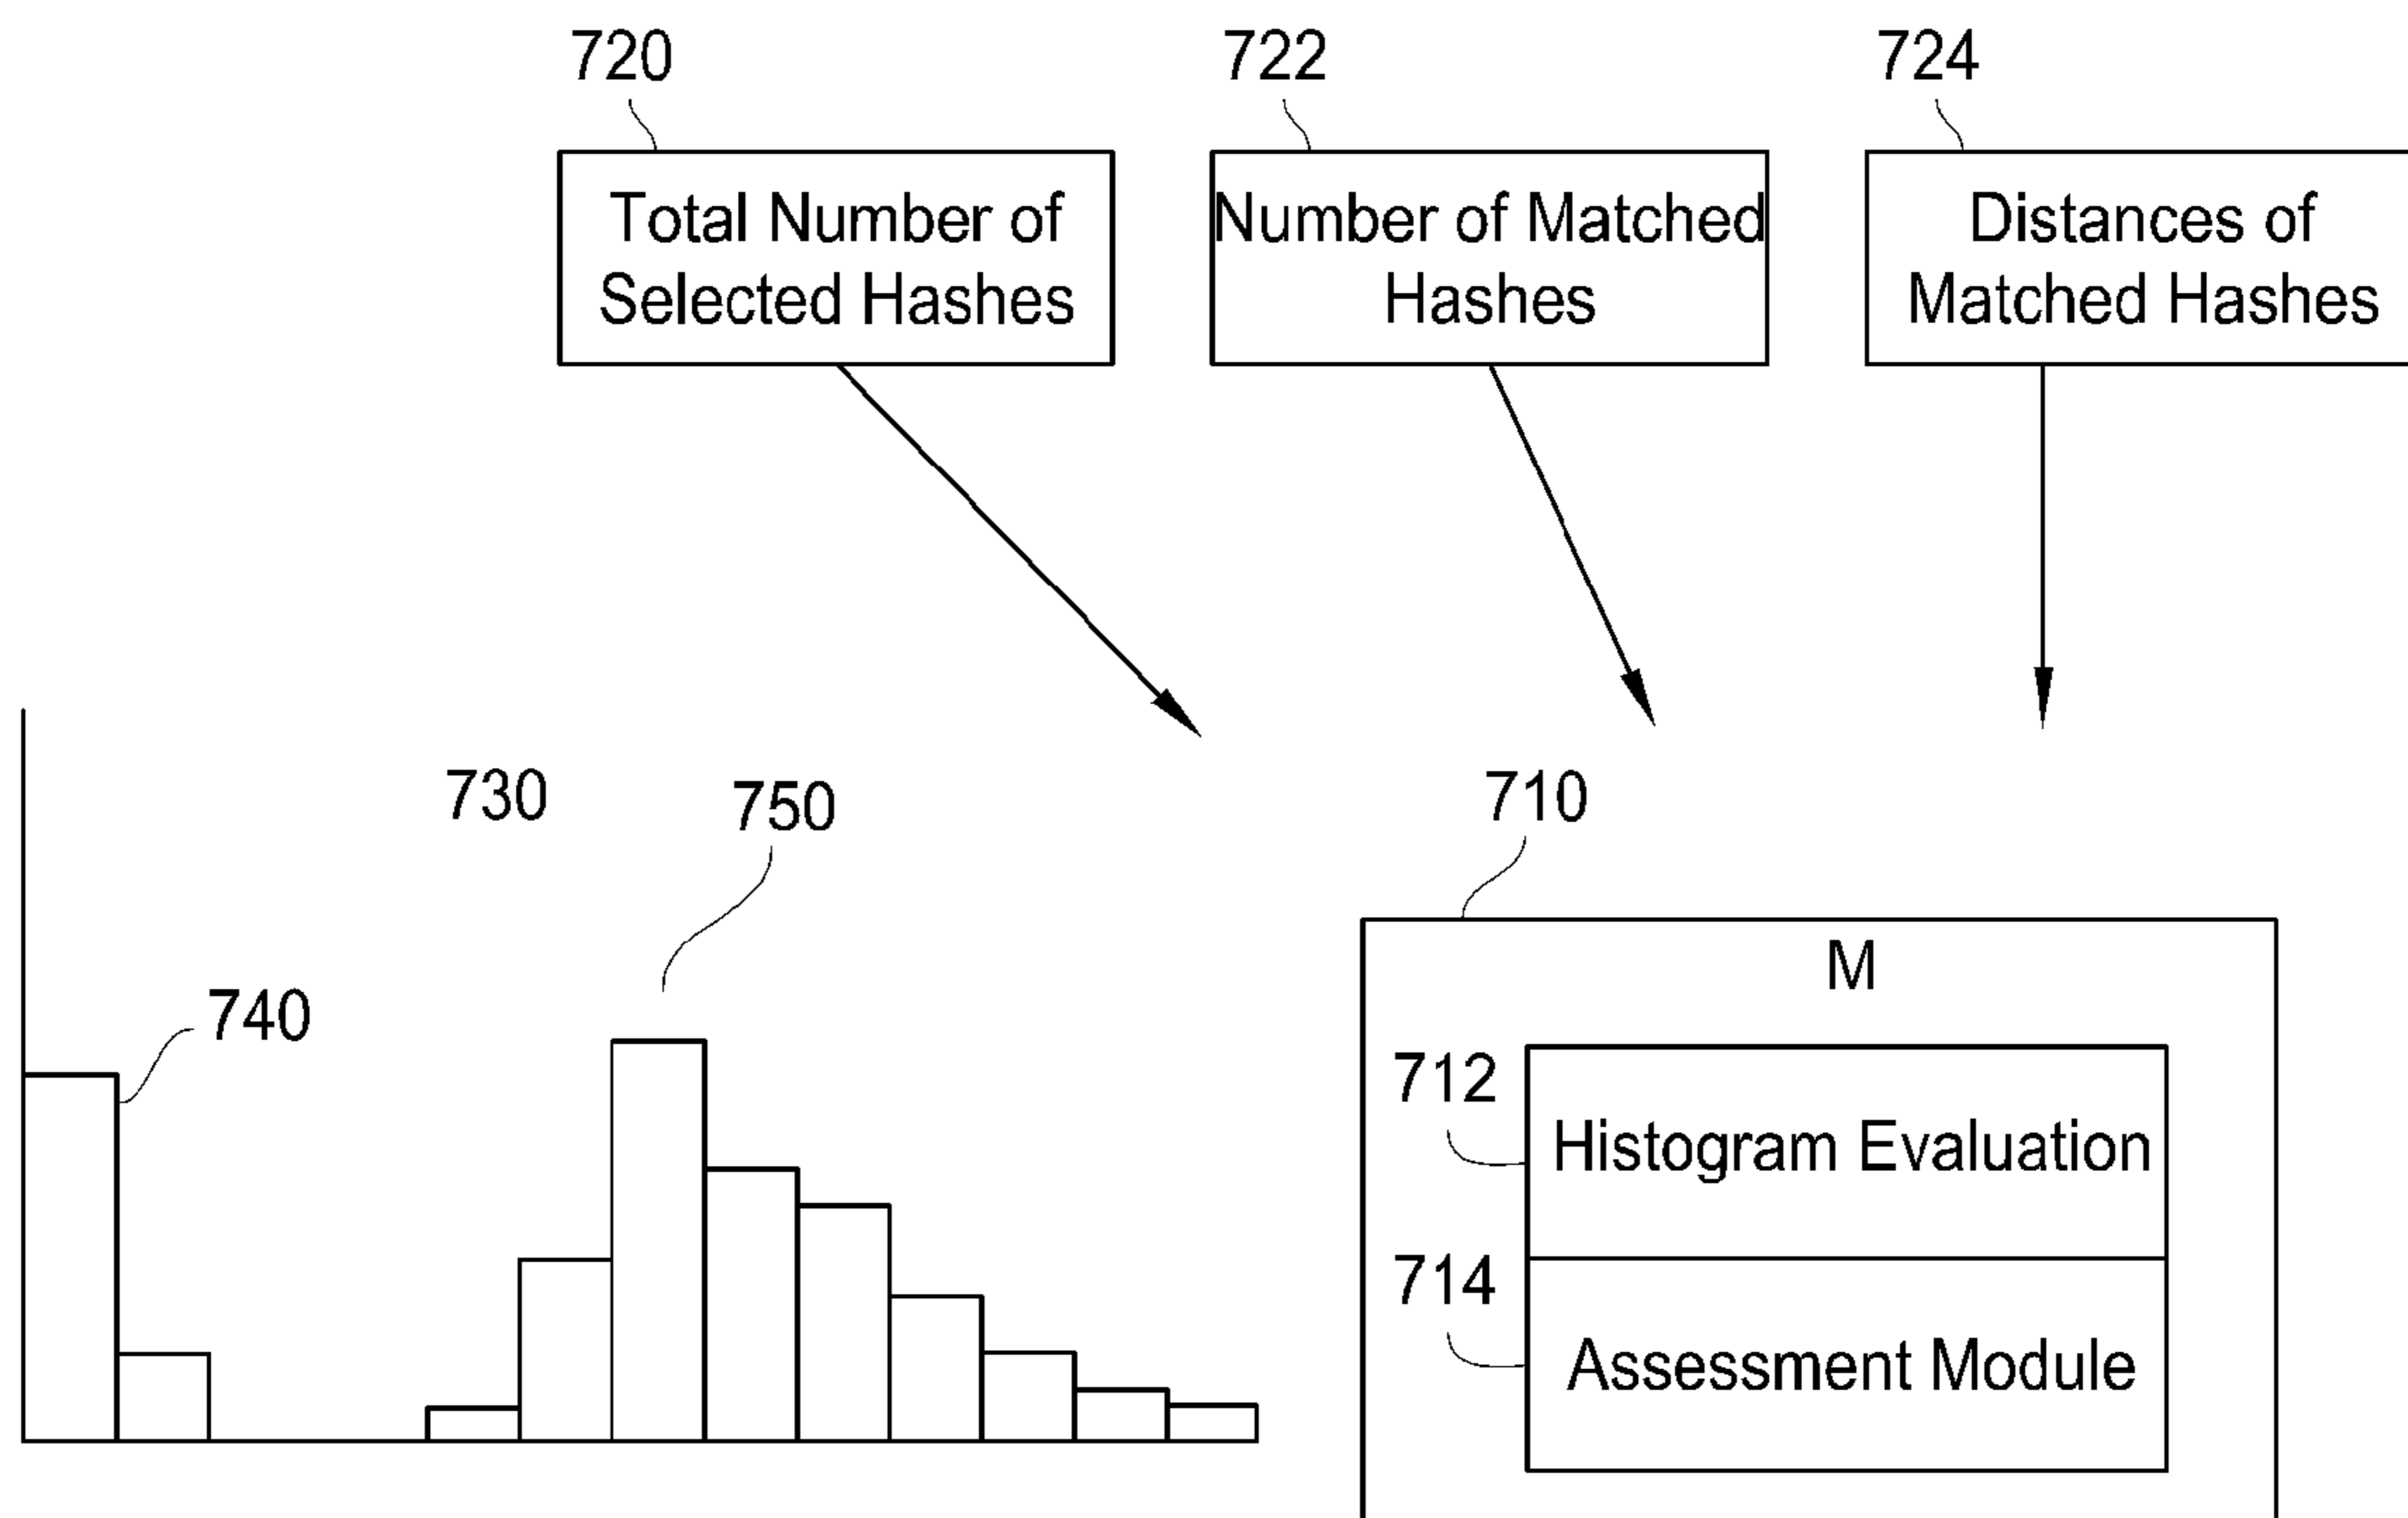 720
722
724
Total Number of
Selected Hashes
Number of Matched
Hashes
Distances of
Matched Hashes
730
750
710
740
M
712
Histogram Evaluation
714
Assessment Module